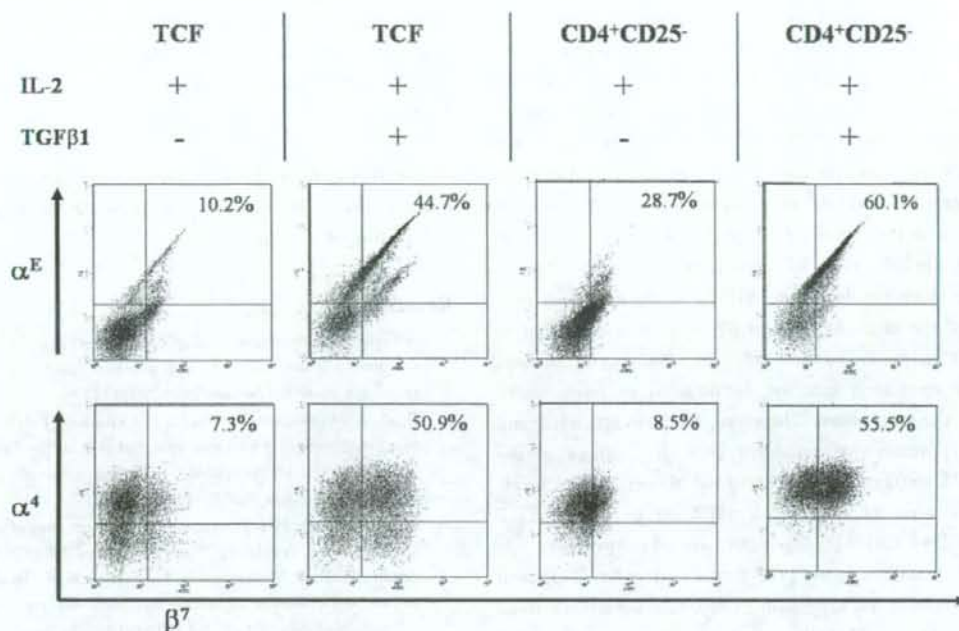 TCF TCF CD4⁺CD25⁻ CD4⁺CD25⁻
IL-2 + + + +
TGFβ1 - + - +
10.2% 44.7% 28.7% 60.1%
αᴱ
7.3% 50.9% 8.5% 55.5%
α⁴
β⁷